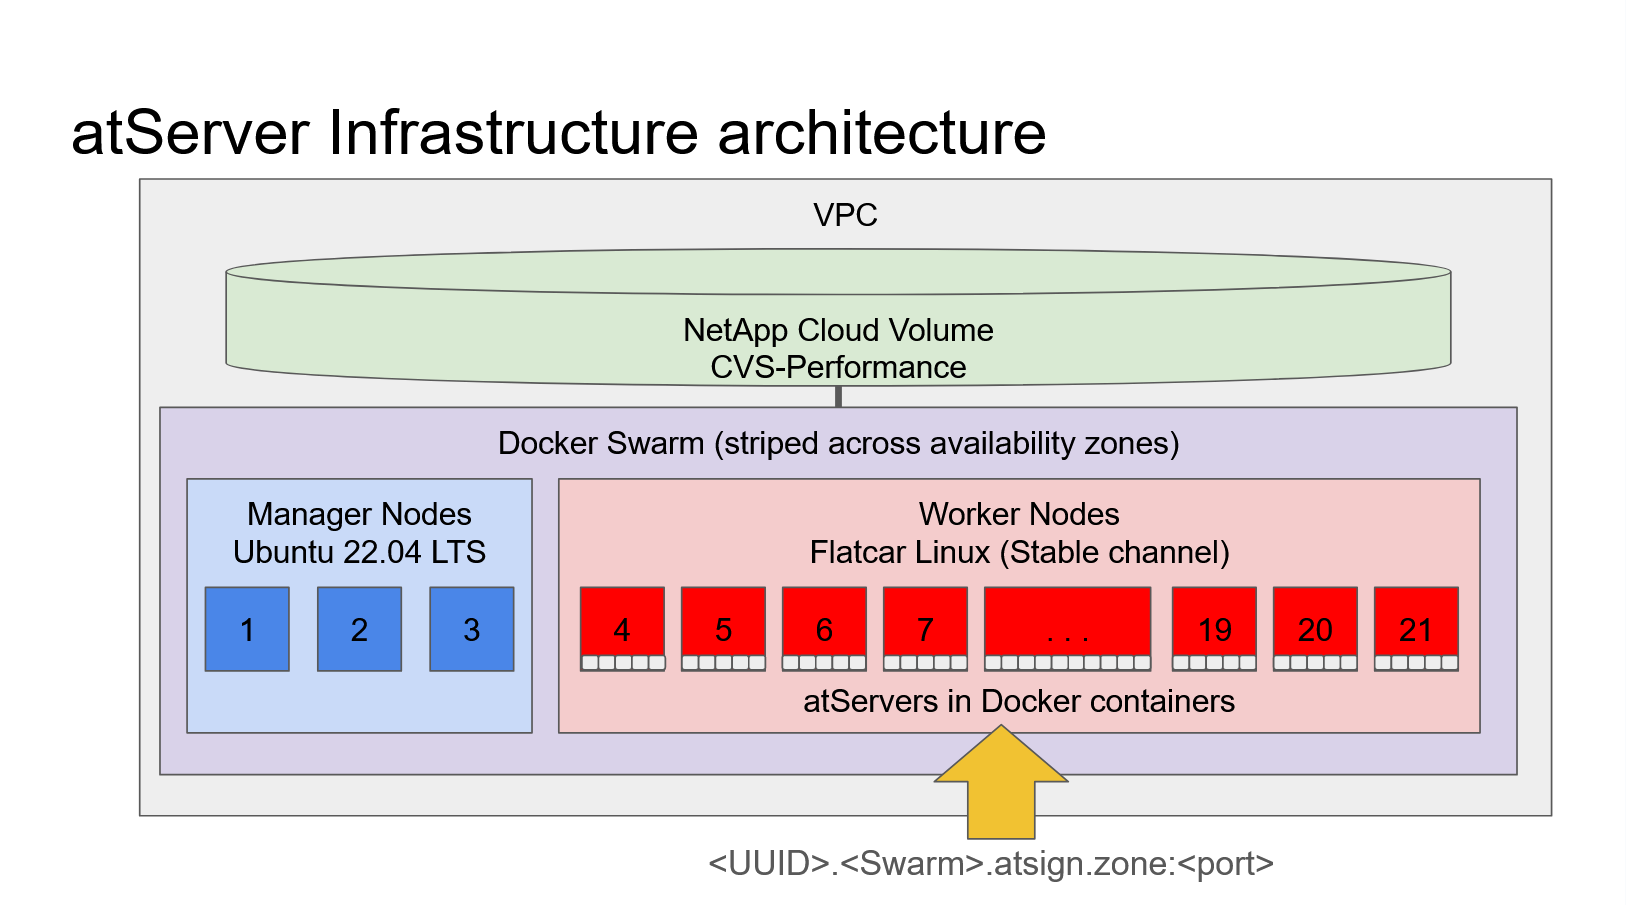 atServer Infrastructure architecture
VPC
NetApp Cloud Volume
CVS-Performance
Docker Swarm (striped across availability zones)
Manager Nodes
Ubuntu 22.04 LTS
1 2 3
Worker Nodes
Flatcar Linux (Stable channel)
4 5 6 7 . . . 19 20 21
atServers in Docker containers
<UUID>.<Swarm>.atsign.zone:<port>